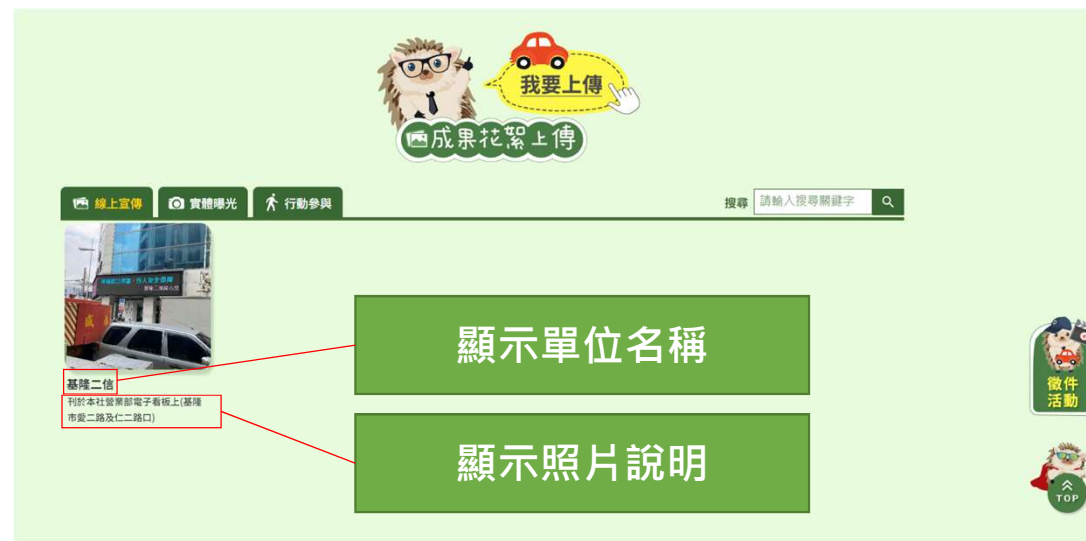 我要上傳
成果花絮上傳
線上宣傳
實體曝光
行動參與
搜尋
請輸入搜尋關鍵字
基隆二信
刊於本社營業部電子看板上(基隆
市愛二路及仁二路口)
顯示單位名稱
顯示照片說明
徵件
活動
TOP